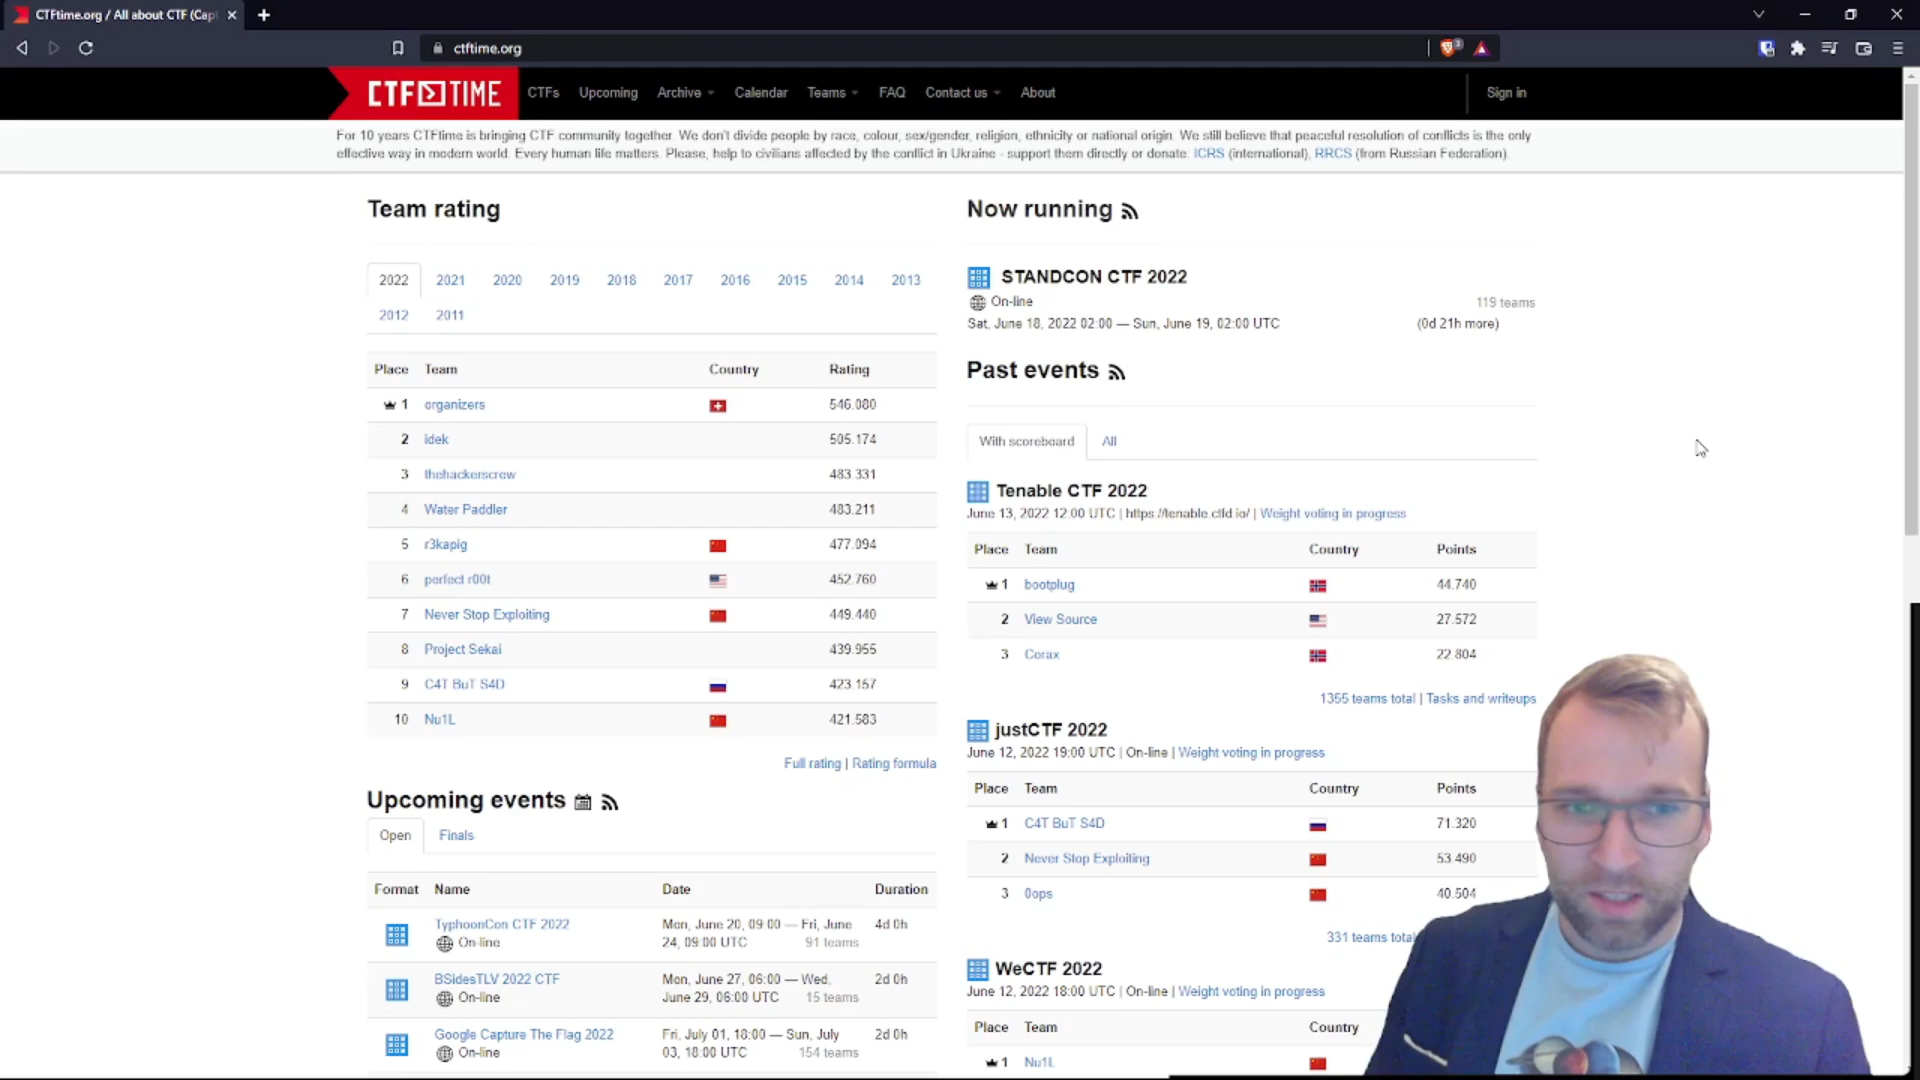 CTFtime.org / All about CTF (Cap
ctftime.org
CTF TIME
CTFs Upcoming Archive Calendar Teams FAQ Contact us About Sign in
For 10 years CTFtime is bringing CTF community together. We don't divide people by race, colour, sex/gender, religion, ethnicity or national origin. We still believe that peaceful resolution of conflicts is the only
effective way in modern world. Every human life matters. Please, help to civilians affected by the conflict in Ukraine - support them directly or donate: ICRS (international), RRCS (from Russian Federation).
Team rating
2022 2021 2020 2019 2018 2017 2016 2015 2014 2013
2012 2011
Place Team Country Rating
1 organizers 546.080
2 idek 505.174
3 thehackerscrew 483.331
4 Water Paddler 483.211
5 r3kapig 477.094
6 perfect r00t 452.760
7 Never Stop Exploiting 449.440
8 Project Sekai 439.955
9 C4T BuT S4D 423.157
10 Nu1L 421.583
Full rating | Rating formula
Upcoming events
Open Finals
Format Name Date Duration
TyphoonCon CTF 2022 Mon, June 20, 09:00 — Fri, June 4d 0h
On-line 24, 09:00 UTC 91 teams
BSidesTLV 2022 CTF Mon, June 27, 06:00 — Wed, 2d 0h
On-line June 29, 06:00 UTC 15 teams
Google Capture The Flag 2022 Fri, July 01, 18:00 — Sun, July 2d 0h
On-line 03, 18:00 UTC 154 teams
Now running
STANDCON CTF 2022
On-line 119 teams
Sat, June 18, 2022 02:00 — Sun, June 19, 02:00 UTC (0d 21h more)
Past events
With scoreboard All
Tenable CTF 2022
June 13, 2022 12:00 UTC | https://tenable.ctfd.io/ | Weight voting in progress
Place Team Country Points
1 bootplug 44.740
2 View Source 27.572
3 Corax 22.804
1355 teams total | Tasks and writeups
justCTF 2022
June 12, 2022 19:00 UTC | On-line | Weight voting in progress
Place Team Country Points
1 C4T BuT S4D 71.320
2 Never Stop Exploiting 53.490
3 0ops 40.504
331 teams total
WeCTF 2022
June 12, 2022 18:00 UTC | On-line | Weight voting in progress
Place Team Country
1 Nu1L